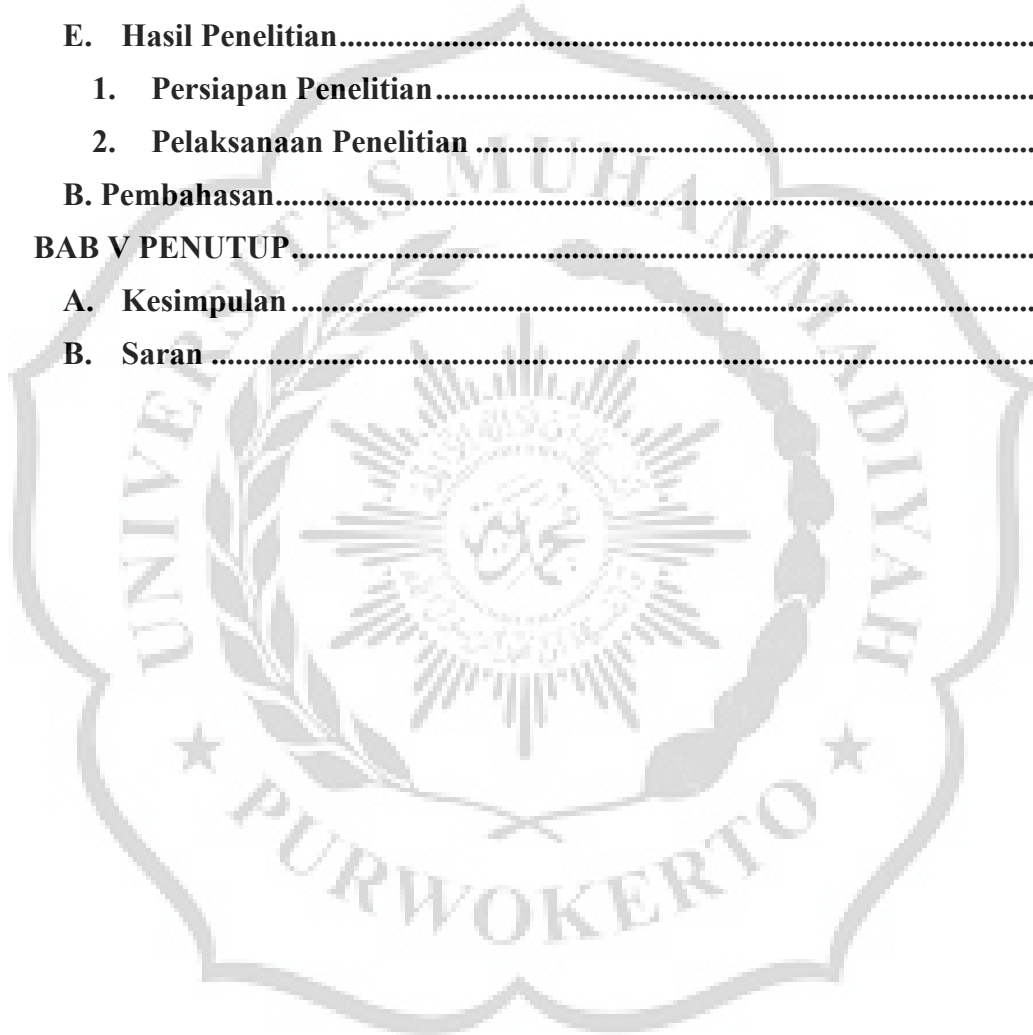 E. Hasil Penelitian........................................................................................................
1. Persiapan Penelitian........................................................................................
2. Pelaksanaan Penelitian ..................................................................................
B. Pembahasan.................................................................................................................
BAB V PENUTUP..............................................................................................................
A. Kesimpulan ..............................................................................................................
B. Saran ..........................................................................................................................
UNIVERSITAS MUHAMMADIYAH
PURWOKERTO